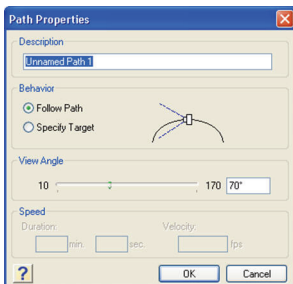 Path Properties
Description
Unnamed Path 1
Behavior
Follow Path
Specify Target
View Angle
10 170 70°
Speed
Duration: Velocity:
min. sec. fps
? OK Cancel